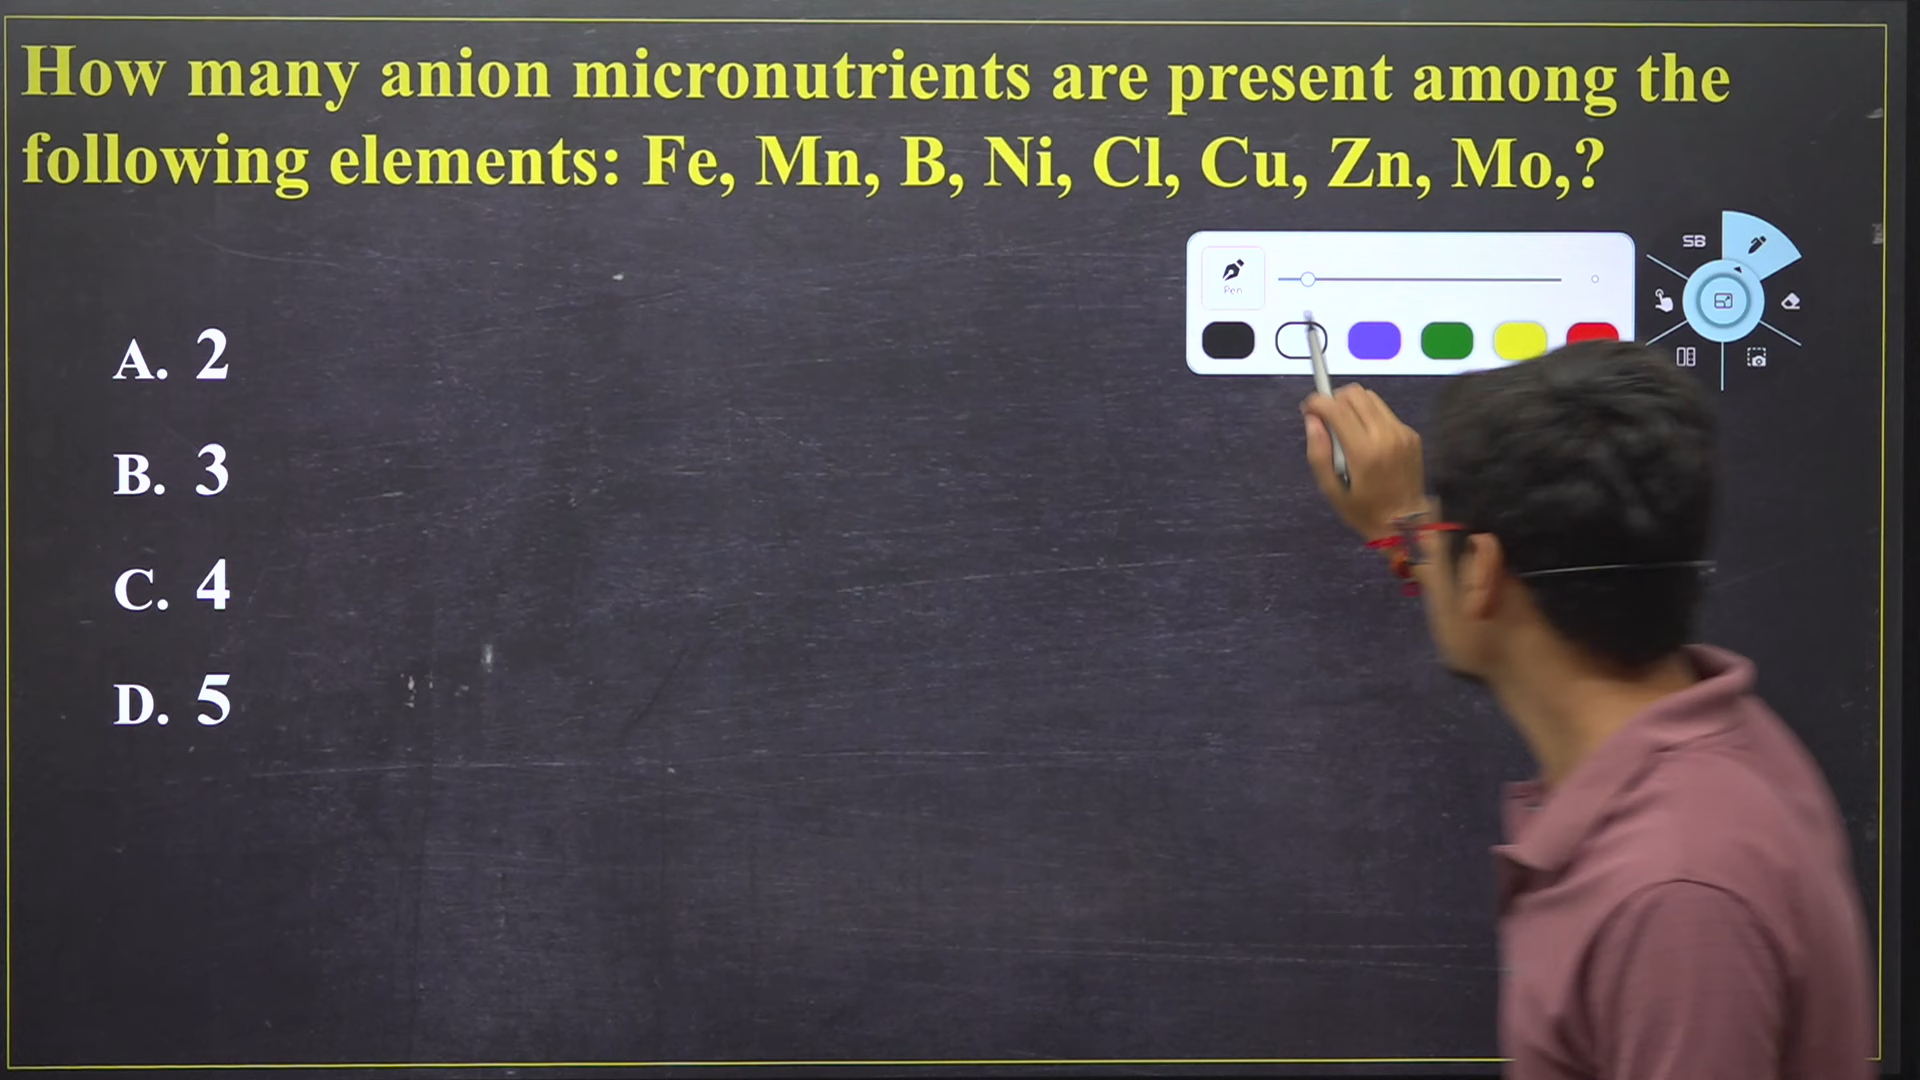 How many anion micronutrients are present among the
following elements: Fe, Mn, B, Ni, Cl, Cu, Zn, Mo,?
SB
Pen
A. 2
B. 3
C. 4
D. 5